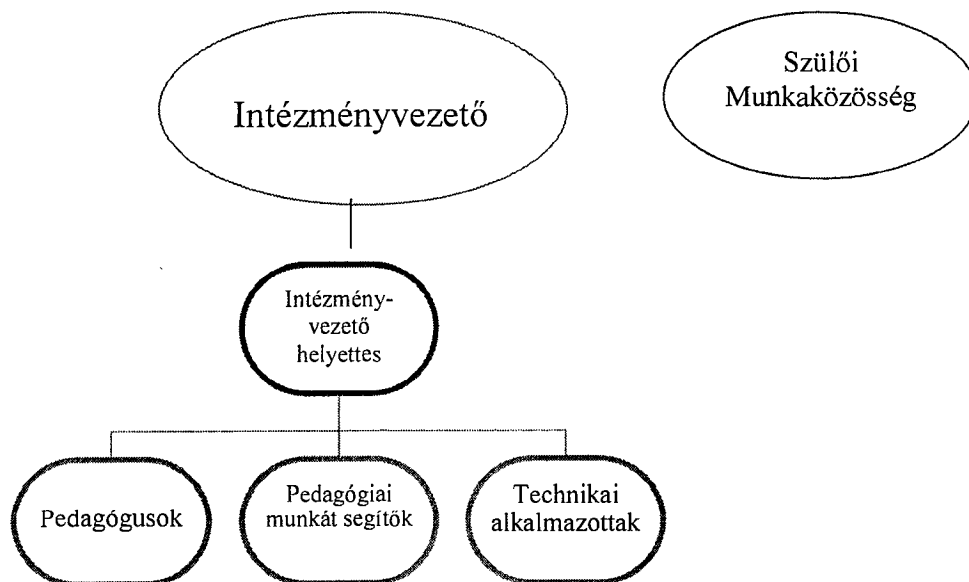 Intézményvezető
Szülői
Munkaközösség
Intézmény-
vezető
helyettes
Pedagógusok
Pedagógiai
munkát segítők
Technikai
alkalmazottak